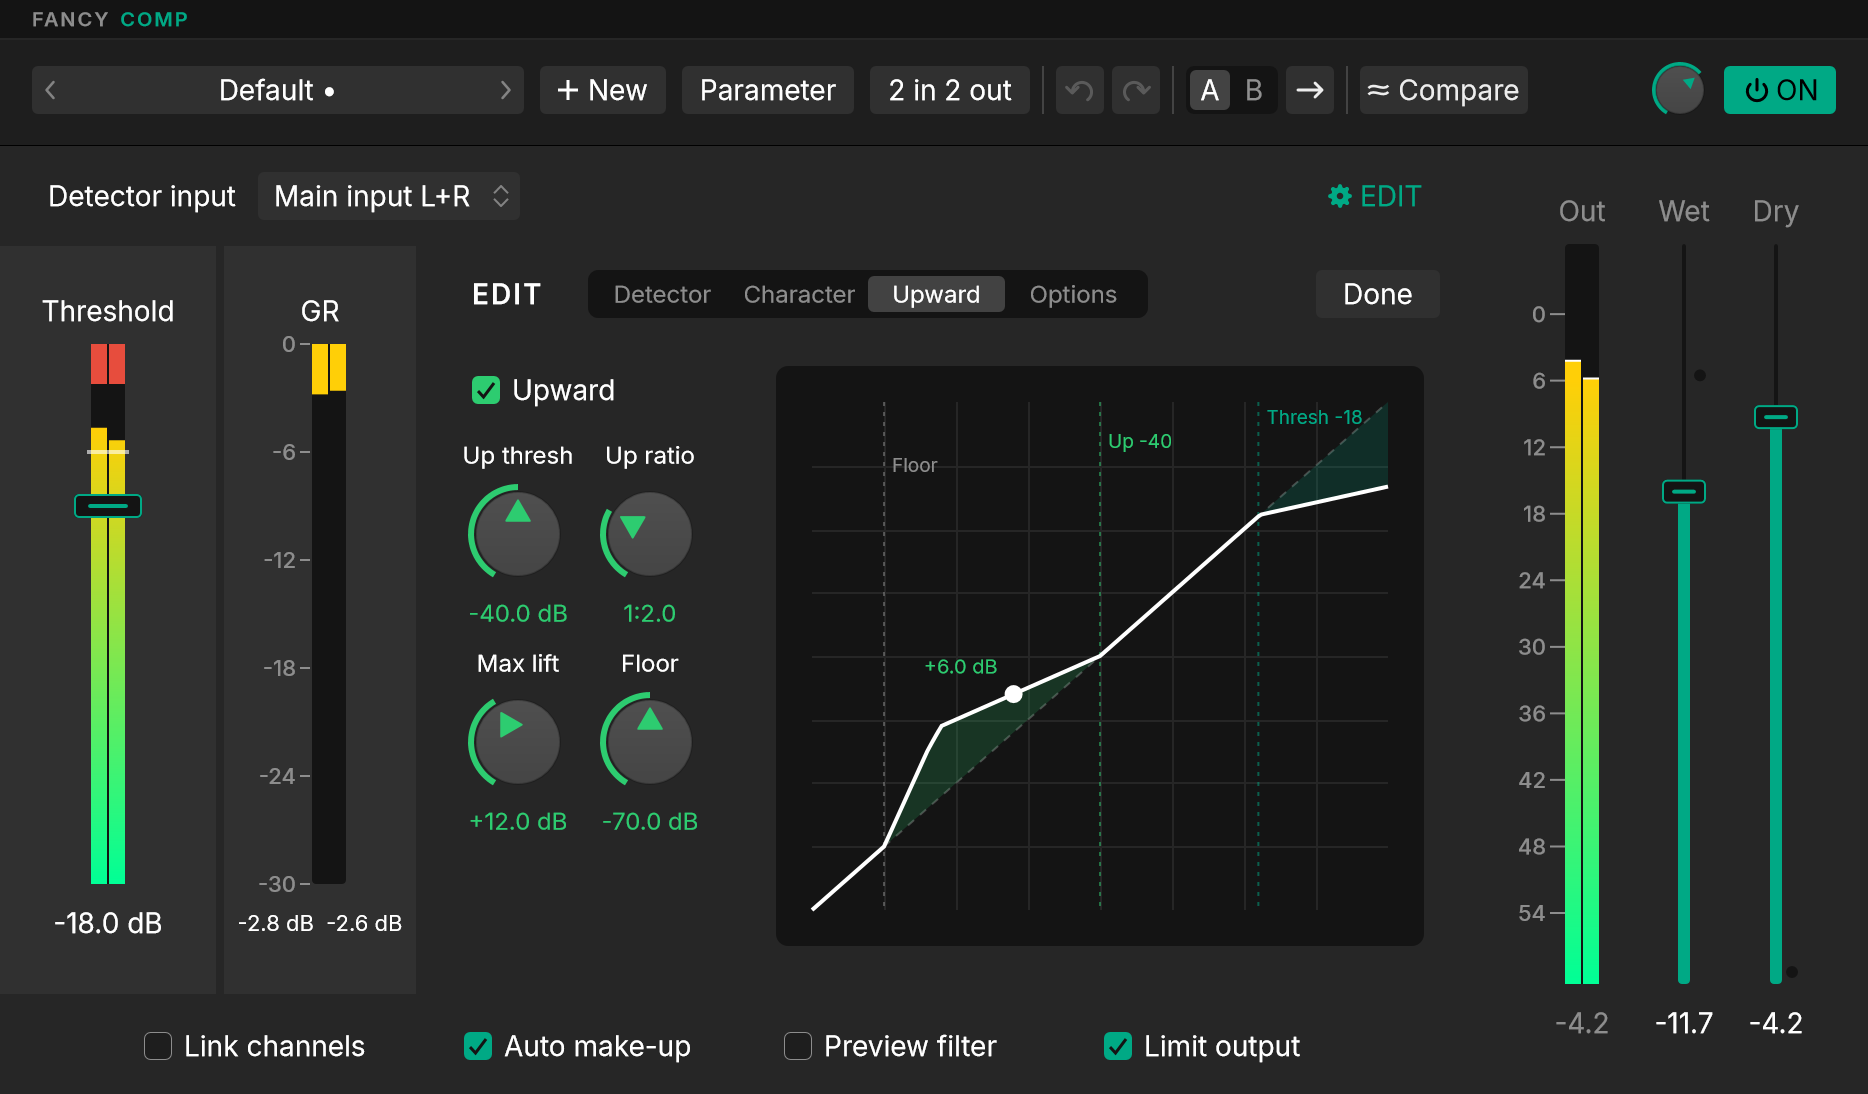 FANCY COMP
Default •
+ New
Parameter
2 in 2 out
A B
→
≈ Compare
ON
Detector input
Main input L+R
EDIT
Out
Wet
Dry
Threshold
-18.0 dB
GR
0
-6
-12
-18
-24
-30
-2.8 dB -2.6 dB
EDIT
Detector
Character
Upward
Options
Done
Upward
Up thresh
Up ratio
-40.0 dB
1:2.0
Max lift
Floor
+12.0 dB
-70.0 dB
Thresh -18
Up -40
Floor
+6.0 dB
0
6
12
18
24
30
36
42
48
54
-4.2
-11.7
-4.2
Link channels
Auto make-up
Preview filter
Limit output